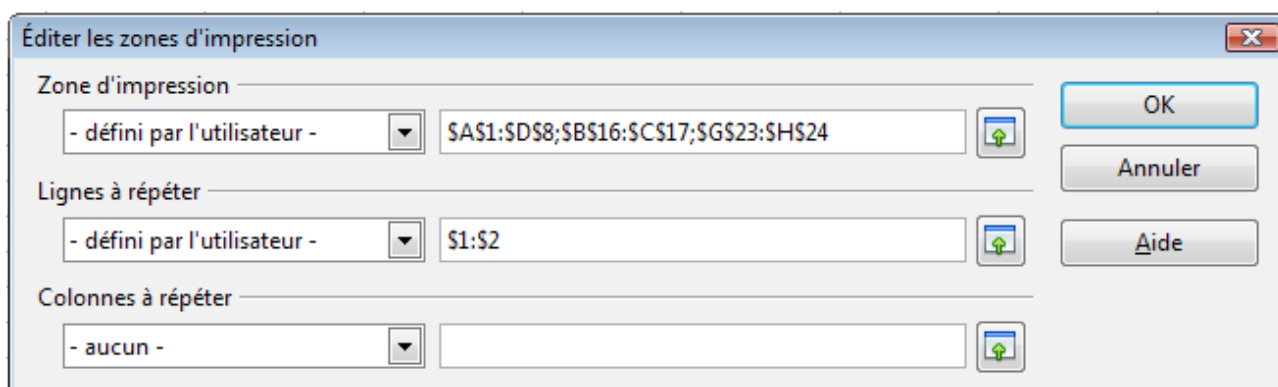 Éditer les zones d'impression
Zone d'impression
- défini par l'utilisateur -
$A$1:$D$8;$B$16:$C$17;$G$23:$H$24
OK
Annuler
Lignes à répéter
- défini par l'utilisateur -
$1:$2
Aide
Colonnes à répéter
- aucun -